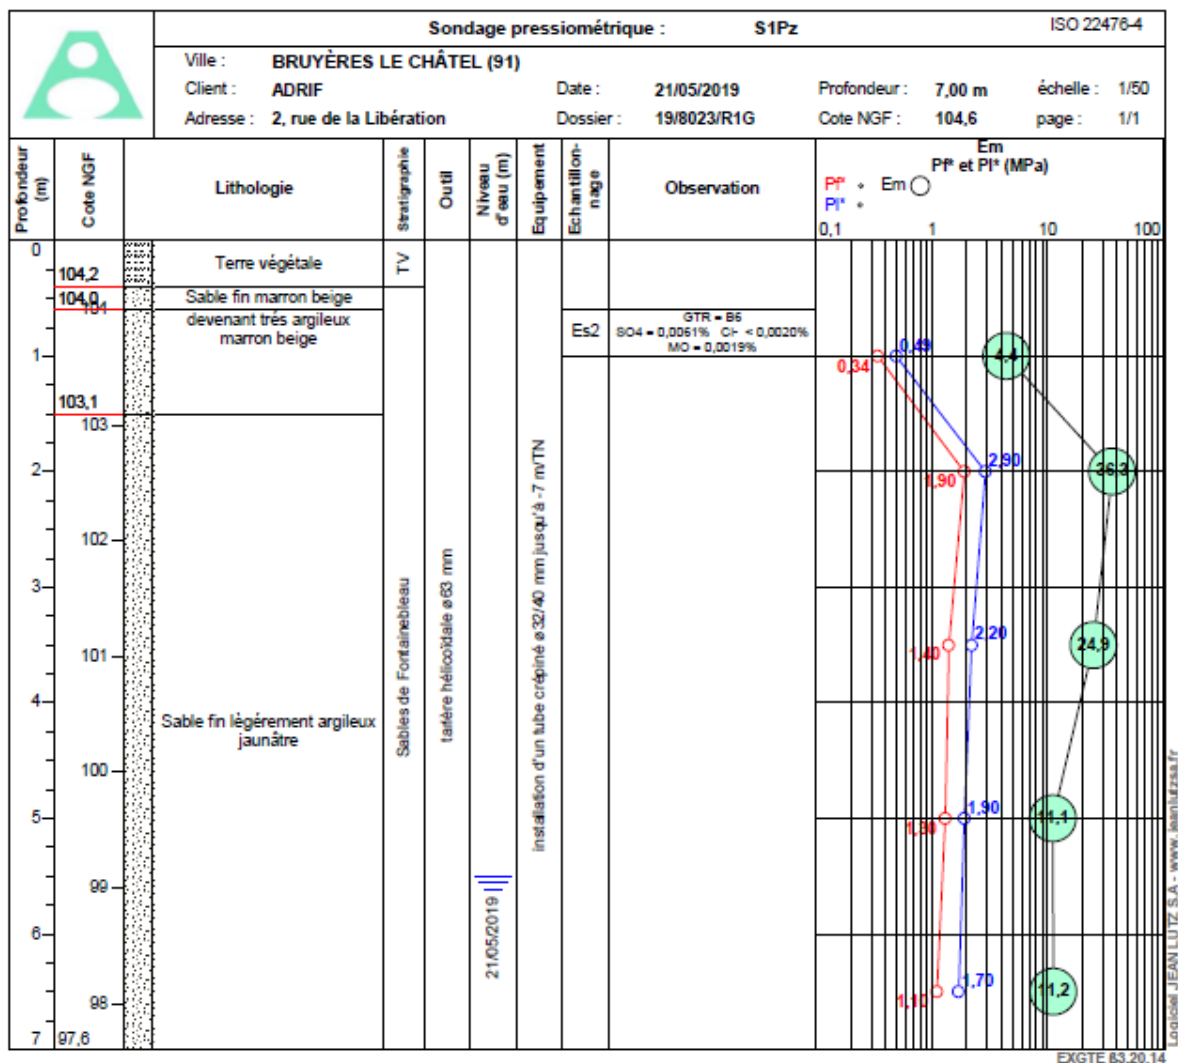 Sondage pressiométrique : S1Pz ISO 22476-4
Ville : BRUYÈRES LE CHÂTEL (91)
Client : ADRIF Date : 21/05/2019 Profondeur : 7,00 m échelle : 1/50
Adresse : 2, rue de la Libération Dossier : 19/8023/R1G Cote NGF : 104,6 page : 1/1
Profondeur (m)
Cote NGF
Lithologie
Stratigraphie
Outil
Niveau d'eau (m)
Equipement
Echantillon-nage
Observation
Em
Pf* et Pl* (MPa)
Pf* Em
Pl*
0,1 1 10 100
0
104,2
Terre végétale
TV
104,0
104
Sable fin marron beige
devenant trés argileux
marron beige
Es2
GTR = B5
SO4 = 0,0061% Cl- < 0,0020%
MO = 0,0019%
1
0,34
0,49
4,4
103,1
103
2
1,90
2,90
36,3
102
3
101
1,40
2,20
24,9
4
Sable fin lègérement argileux
jaunâtre
100
5
1,30
1,90
11,1
99
6
98
1,10
1,70
11,2
7 97,6
Sables de Fontainebleau
tarière hélicoïdale ø63 mm
21/05/2019
installation d'un tube crépiné ø32/40 mm jusqu'à -7 m/TN
Logiciel JEAN LUTZ S.A - www.jeanlutzsa.fr
EXGTE ß3.20.14